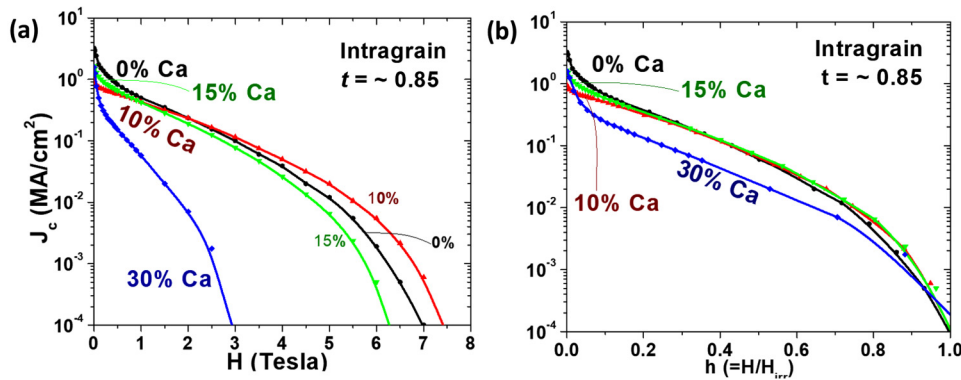 (a)
Intragrain
t = ~ 0.85
0% Ca
15% Ca
10% Ca
30% Ca
10%
0%
15%
J_c (MA/cm²)
10¹
10⁰
10⁻¹
10⁻²
10⁻³
10⁻⁴
0 1 2 3 4 5 6 7 8
H (Tesla)
(b)
Intragrain
t = ~ 0.85
0% Ca
15% Ca
10% Ca
30% Ca
10¹
10⁰
10⁻¹
10⁻²
10⁻³
10⁻⁴
0.0 0.2 0.4 0.6 0.8 1.0
h (=H/H_irr)